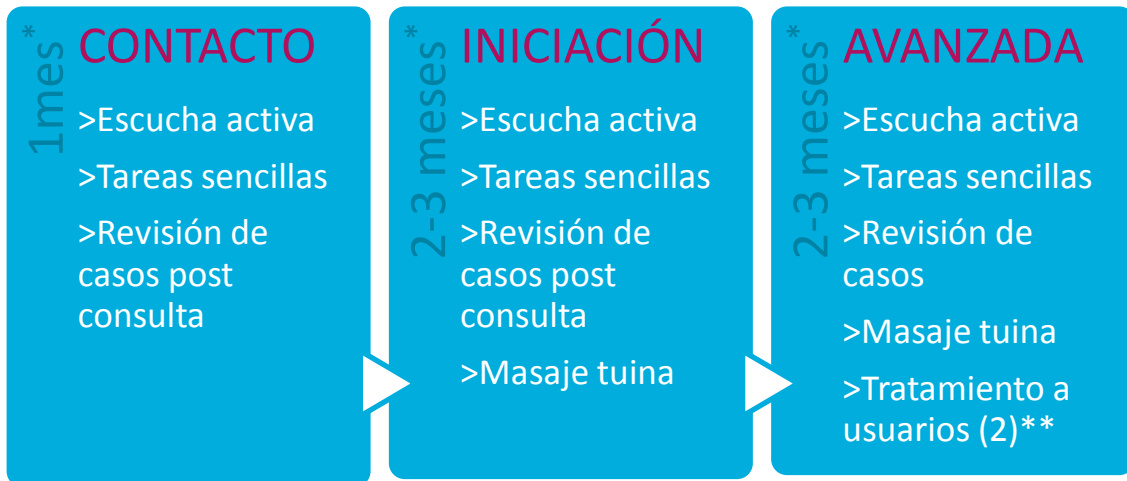 1mes*
CONTACTO
>Escucha activa
>Tareas sencillas
>Revisión de
casos post
consulta
2-3 meses*
INICIACIÓN
>Escucha activa
>Tareas sencillas
>Revisión de
casos post
consulta
>Masaje tuina
2-3 meses*
AVANZADA
>Escucha activa
>Tareas sencillas
>Revisión de
casos
>Masaje tuina
>Tratamiento a
usuarios (2)**